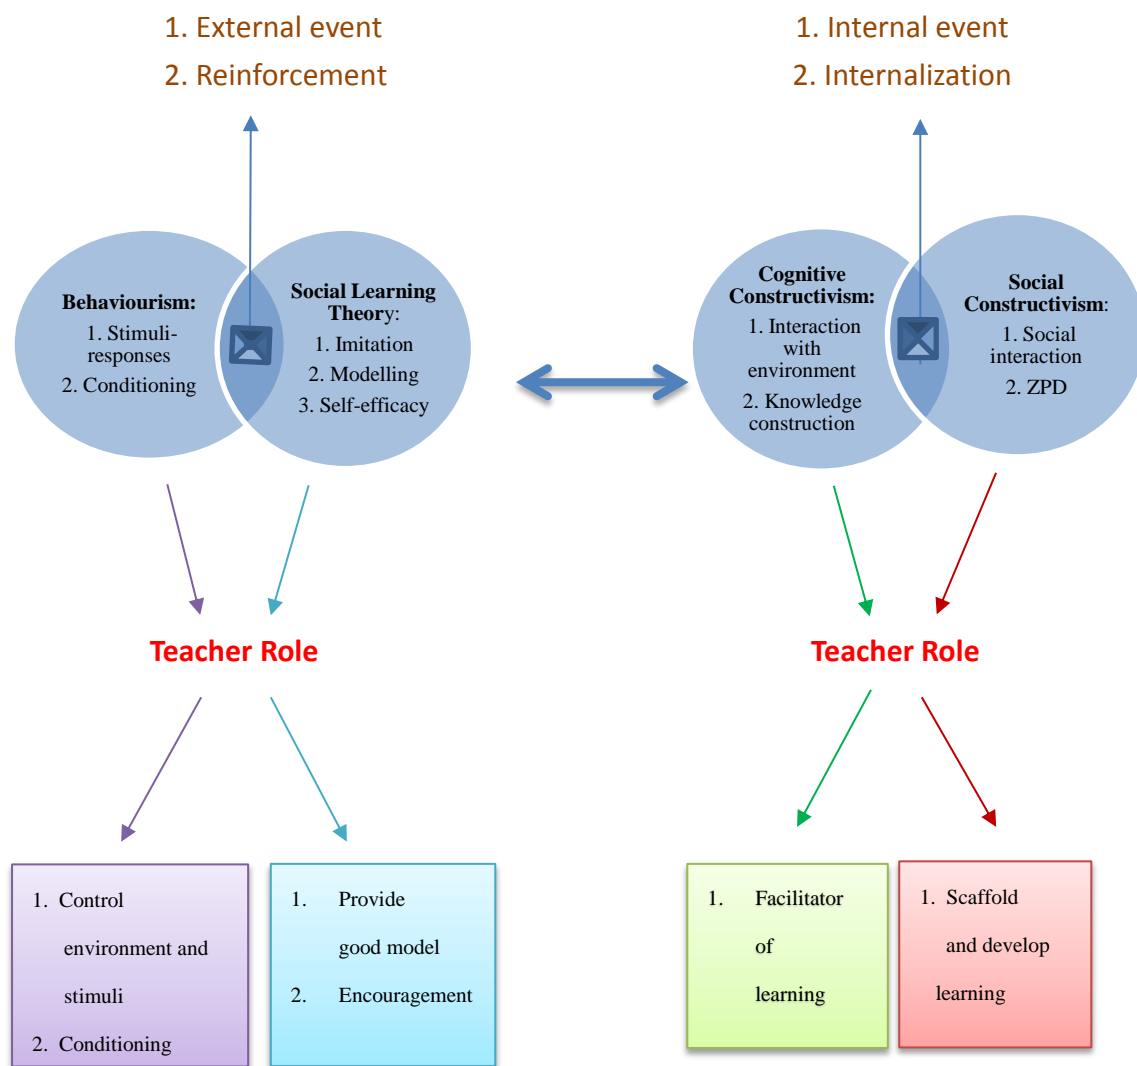 1. External event
2. Reinforcement
1. Internal event
2. Internalization
Behaviourism:
1. Stimuli-
responses
2. Conditioning
Social Learning
Theory:
1. Imitation
2. Modelling
3. Self-efficacy
Cognitive
Constructivism:
1. Interaction
with
environment
2. Knowledge
construction
Social
Constructivism:
1. Social
interaction
2. ZPD
Teacher Role
Teacher Role
1. Control
environment and
stimuli
2. Conditioning
1. Provide
good model
2. Encouragement
1. Facilitator
of
learning
1. Scaffold
and develop
learning